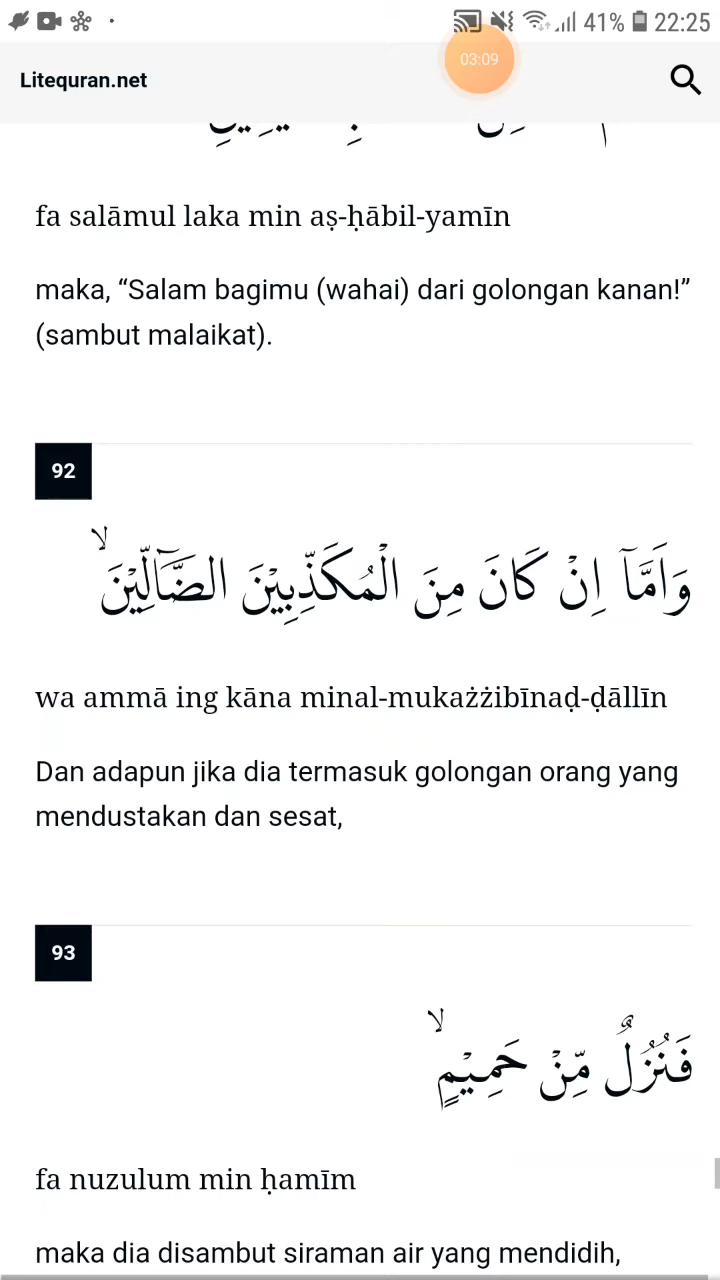 41% 22:25
03:09
Litequran.net
fa salāmul laka min aṣ-ḥābil-yamīn
maka, “Salam bagimu (wahai) dari golongan kanan!”
(sambut malaikat).
92
وَاَمَّآ اِنْ كَانَ مِنَ الْمُكَذِّبِيْنَ الضَّاۤلِّيْنَۙ
wa ammā ing kāna minal-mukażżibīnaḍ-ḍāllīn
Dan adapun jika dia termasuk golongan orang yang
mendustakan dan sesat,
93
فَنُزُلٌ مِّنْ حَمِيْمٍۙ
fa nuzulum min ḥamīm
maka dia disambut siraman air yang mendidih,